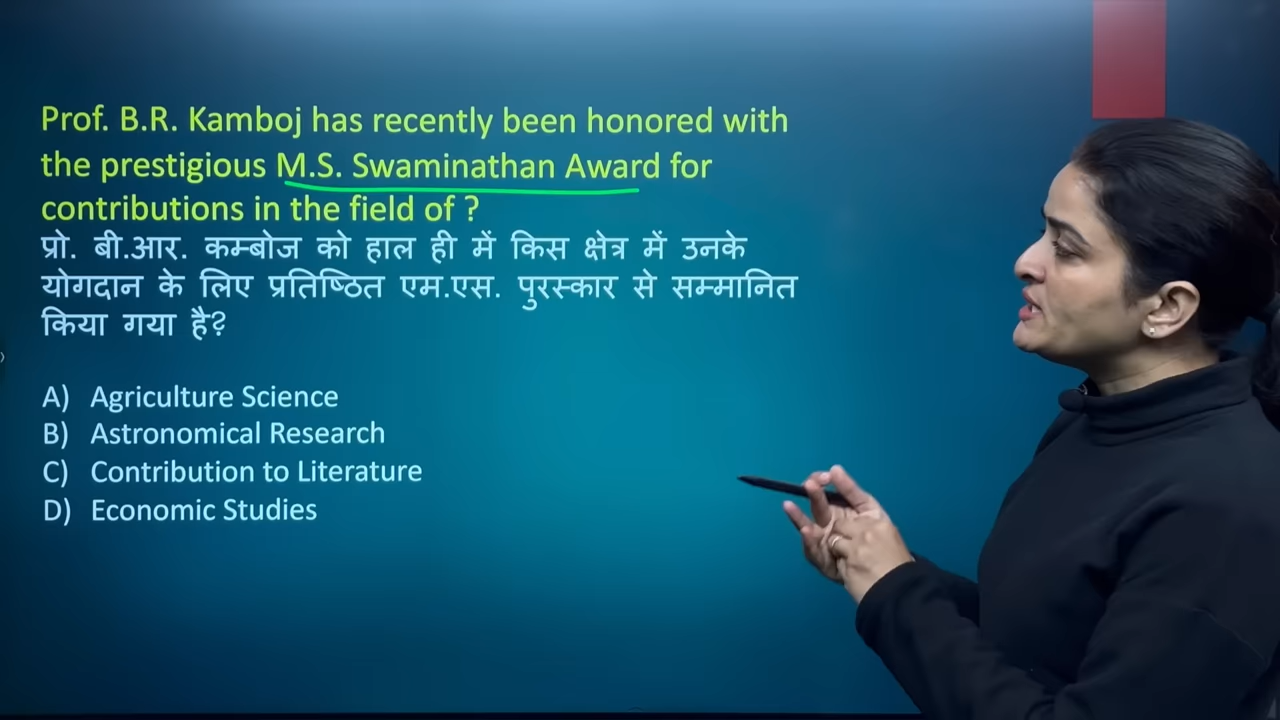 Prof. B.R. Kamboj has recently been honored with
the prestigious M.S. Swaminathan Award for
contributions in the field of ?
प्रो. बी.आर. कम्बोज को हाल ही में किस क्षेत्र में उनके
योगदान के लिए प्रतिष्ठित एम.एस. पुरस्कार से सम्मानित
किया गया है?
A) Agriculture Science
B) Astronomical Research
C) Contribution to Literature
D) Economic Studies